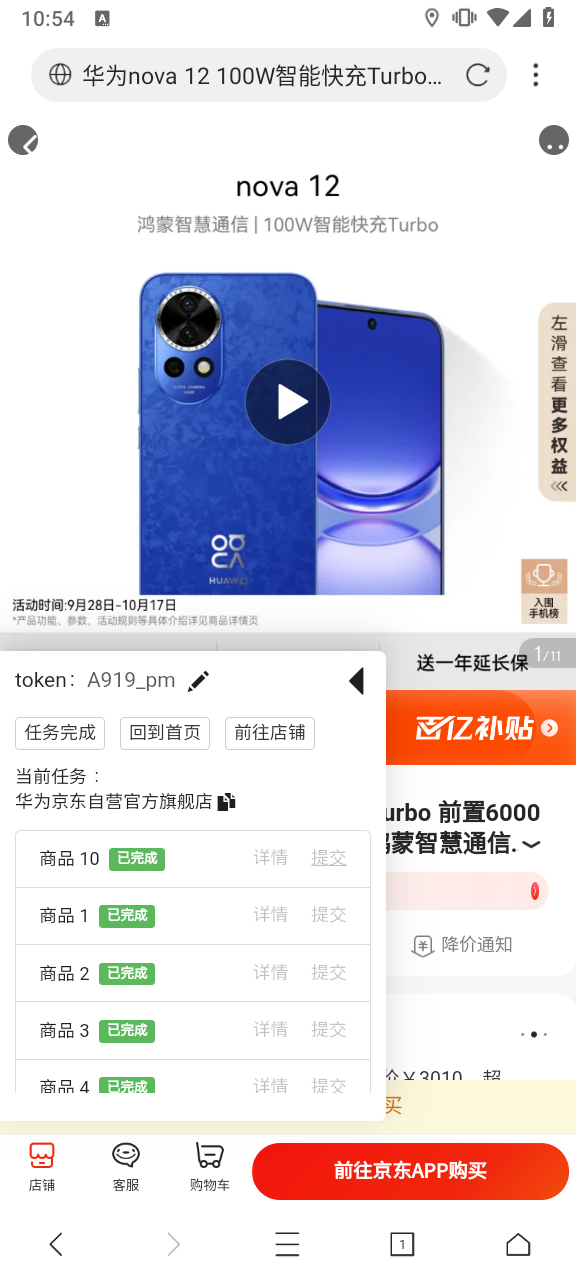 10:54
A
华为nova 12 100W智能快充Turbo…
nova 12
鸿蒙智慧通信 | 100W智能快充Turbo
左滑查看更多权益
HUAWEI
入围
手机榜
活动时间:9月28日-10月17日
*产品功能、参数、活动规则等具体介绍详见商品详情页
送一年延长保
1/11
百亿补贴
token: A919_pm
任务完成 回到首页 前往店铺
当前任务：
华为京东自营官方旗舰店
商品 10 已完成 详情 提交
商品 1 已完成 详情 提交
商品 2 已完成 详情 提交
商品 3 已完成 详情 提交
商品 4 已完成 详情 提交
urbo 前置6000
鸿蒙智慧通信.
降价通知
价￥3010 超
买
店铺 客服 购物车 前往京东APP购买
1